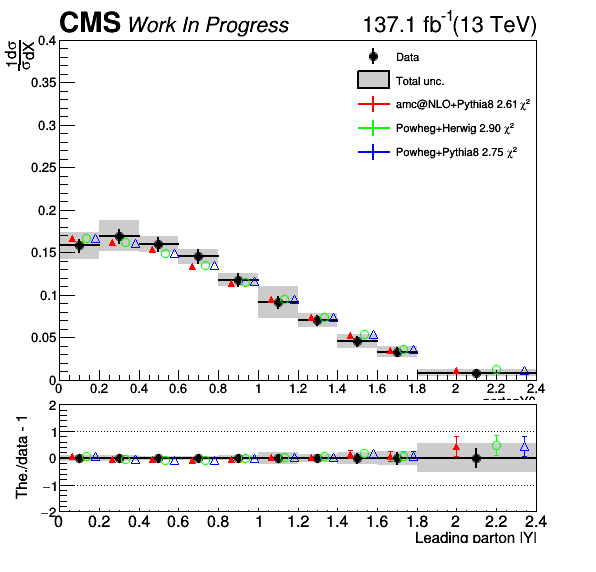 CMS Work In Progress 137.1 fb⁻¹(13 TeV)
1 dσ
σ dX
0.4
0.35
0.3
0.25
0.2
0.15
0.1
0.05
0
Data
Total unc.
amc@NLO+Pythia8 2.61 χ²
Powheg+Herwig 2.90 χ²
Powheg+Pythia8 2.75 χ²
0 0.2 0.4 0.6 0.8 1 1.2 1.4 1.6 1.8 2 2.2 2.4
The./data - 1
2
1
0
−1
−2
0 0.2 0.4 0.6 0.8 1 1.2 1.4 1.6 1.8 2 2.2 2.4
Leading parton |Y|